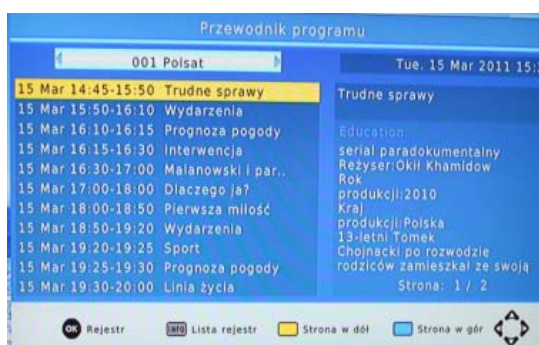 Przewodnik programu
001 Polsat
Tue, 15 Mar 2011 15:
15 Mar 14:45-15:50 Trudne sprawy
15 Mar 15:50-16:10 Wydarzenia
15 Mar 16:10-16:15 Prognoza pogody
15 Mar 16:15-16:30 Interwencja
15 Mar 16:30-17:00 Malanowski i par..
15 Mar 17:00-18:00 Dlaczego ja?
15 Mar 18:00-18:50 Pierwsza miłość
15 Mar 18:50-19:20 Wydarzenia
15 Mar 19:20-19:25 Sport
15 Mar 19:25-19:30 Prognoza pogody
15 Mar 19:30-20:00 Linia życia
Trudne sprawy
Education
serial paradokumentalny
Reżyser:Okił Khamidow
Rok
produkcji:2010
Kraj
produkcji:Polska
13-letni Tomek
Chojnacki po rozwodzie
rodziców zamieszkał ze swoją
Strona: 1 / 2
OK Rejestr
INFO Lista rejestr
Strona w dół
Strona w gór